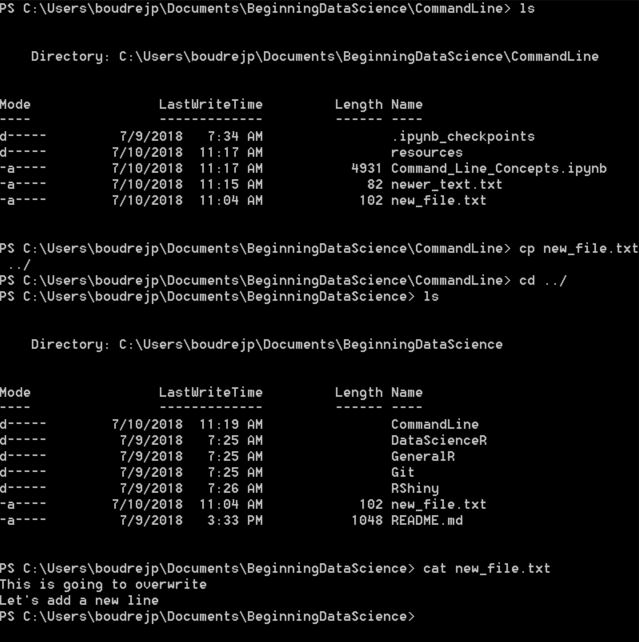 PS C:\Users\boudrejp\Documents\BeginningDataScience\CommandLine> ls
Directory: C:\Users\boudrejp\Documents\BeginningDataScience\CommandLine
Mode                LastWriteTime         Length Name
----                -------------         ------ ----
d-----         7/9/2018   7:34 AM                .ipynb_checkpoints
d-----        7/10/2018  11:17 AM                resources
-a----        7/10/2018  11:17 AM           4931 Command_Line_Concepts.ipynb
-a----        7/10/2018  11:15 AM             82 newer_text.txt
-a----        7/10/2018  11:04 AM            102 new_file.txt
PS C:\Users\boudrejp\Documents\BeginningDataScience\CommandLine> cp new_file.txt
../
PS C:\Users\boudrejp\Documents\BeginningDataScience\CommandLine> cd ../
PS C:\Users\boudrejp\Documents\BeginningDataScience> ls
Directory: C:\Users\boudrejp\Documents\BeginningDataScience
Mode                LastWriteTime         Length Name
----                -------------         ------ ----
d-----        7/10/2018  11:19 AM                CommandLine
d-----         7/9/2018   7:25 AM                DataScienceR
d-----         7/9/2018   7:25 AM                GeneralR
d-----         7/9/2018   7:25 AM                Git
d-----         7/9/2018   7:26 AM                RShiny
-a----        7/10/2018  11:04 AM            102 new_file.txt
-a----         7/9/2018   3:33 PM           1048 README.md
PS C:\Users\boudrejp\Documents\BeginningDataScience> cat new_file.txt
This is going to overwrite
Let's add a new line
PS C:\Users\boudrejp\Documents\BeginningDataScience>